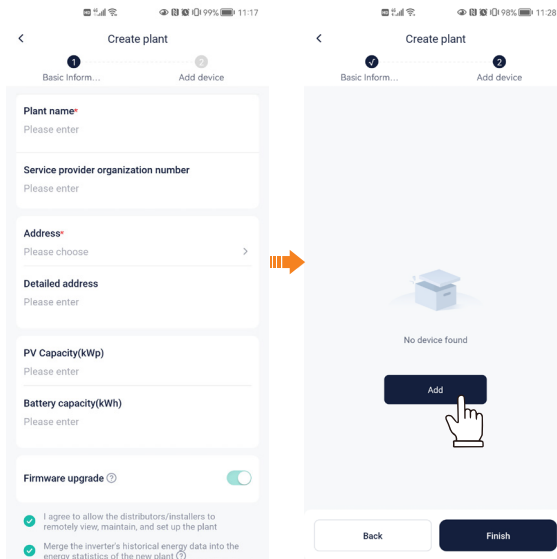 99% 11:17
Create plant
1
2
Basic Inform...
Add device
Plant name*
Please enter
Service provider organization number
Please enter
Address*
Please choose
Detailed address
Please enter
PV Capacity(kWp)
Please enter
Battery capacity(kWh)
Please enter
Firmware upgrade ?
I agree to allow the distributors/installers to
remotely view, maintain, and set up the plant
Merge the inverter's historical energy data into the
energy statistics of the new plant ?
98% 11:28
Create plant
2
Basic Inform...
Add device
No device found
Add
Back
Finish